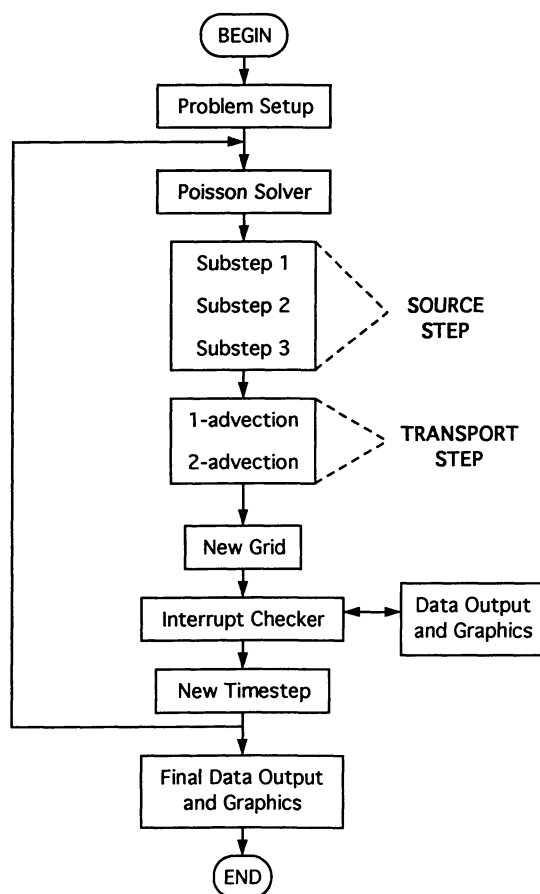 BEGIN
Problem Setup
Poisson Solver
Substep 1
Substep 2
Substep 3
SOURCE
STEP
1-advection
2-advection
TRANSPORT
STEP
New Grid
Interrupt Checker
Data Output
and Graphics
New Timestep
Final Data Output
and Graphics
END